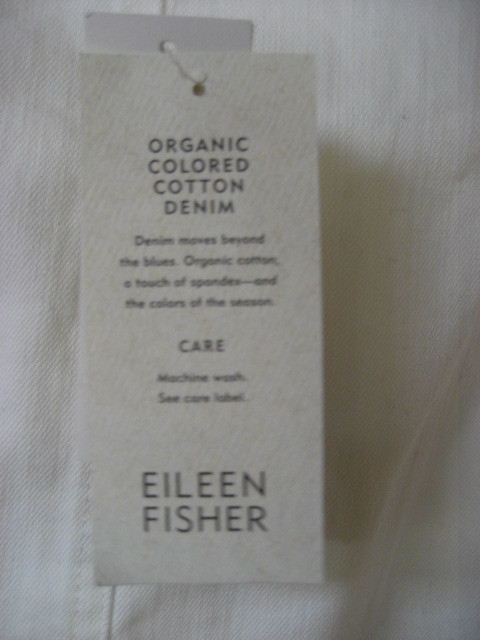 ORGANIC
COLORED
COTTON
DENIM
Denim moves beyond
the blues. Organic cotton,
a touch of spandex—and
the colors of the season.
CARE
Machine wash.
See care label.
EILEEN
FISHER